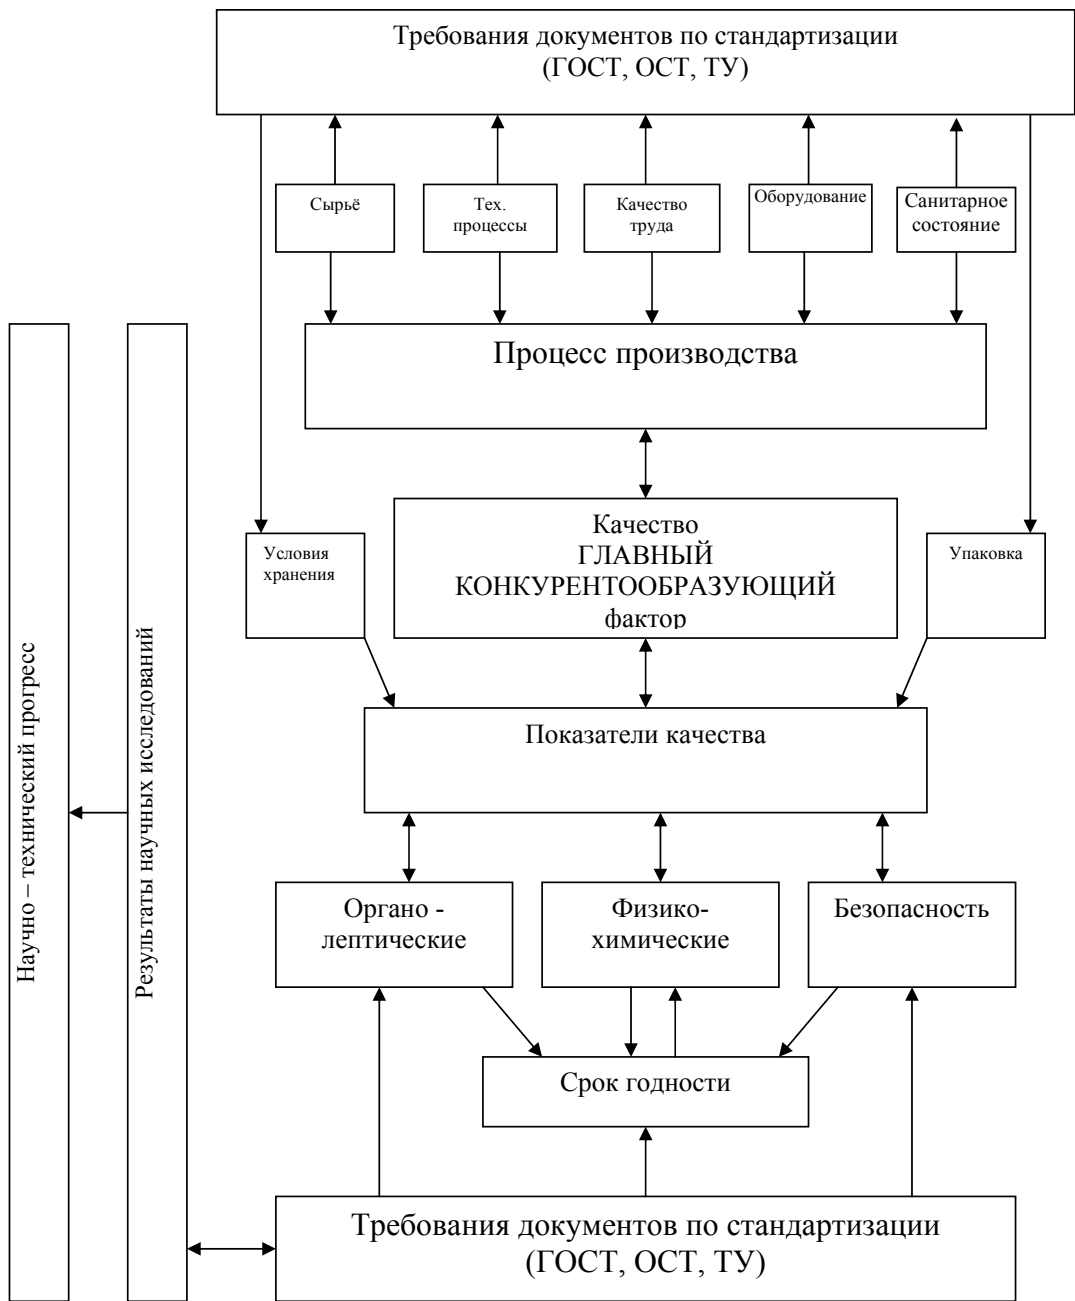 Требования документов по стандартизации
(ГОСТ, ОСТ, ТУ)
Сырьё
Тех.
процессы
Качество
труда
Оборудование
Санитарное
состояние
Процесс производства
Качество
ГЛАВНЫЙ
КОНКУРЕНТООБРАЗУЮЩИЙ
фактор
Условия
хранения
Упаковка
Показатели качества
Научно – технический прогресс
Результаты научных исследований
Органо -
лептические
Физико-
химические
Безопасность
Срок годности
Требования документов по стандартизации
(ГОСТ, ОСТ, ТУ)